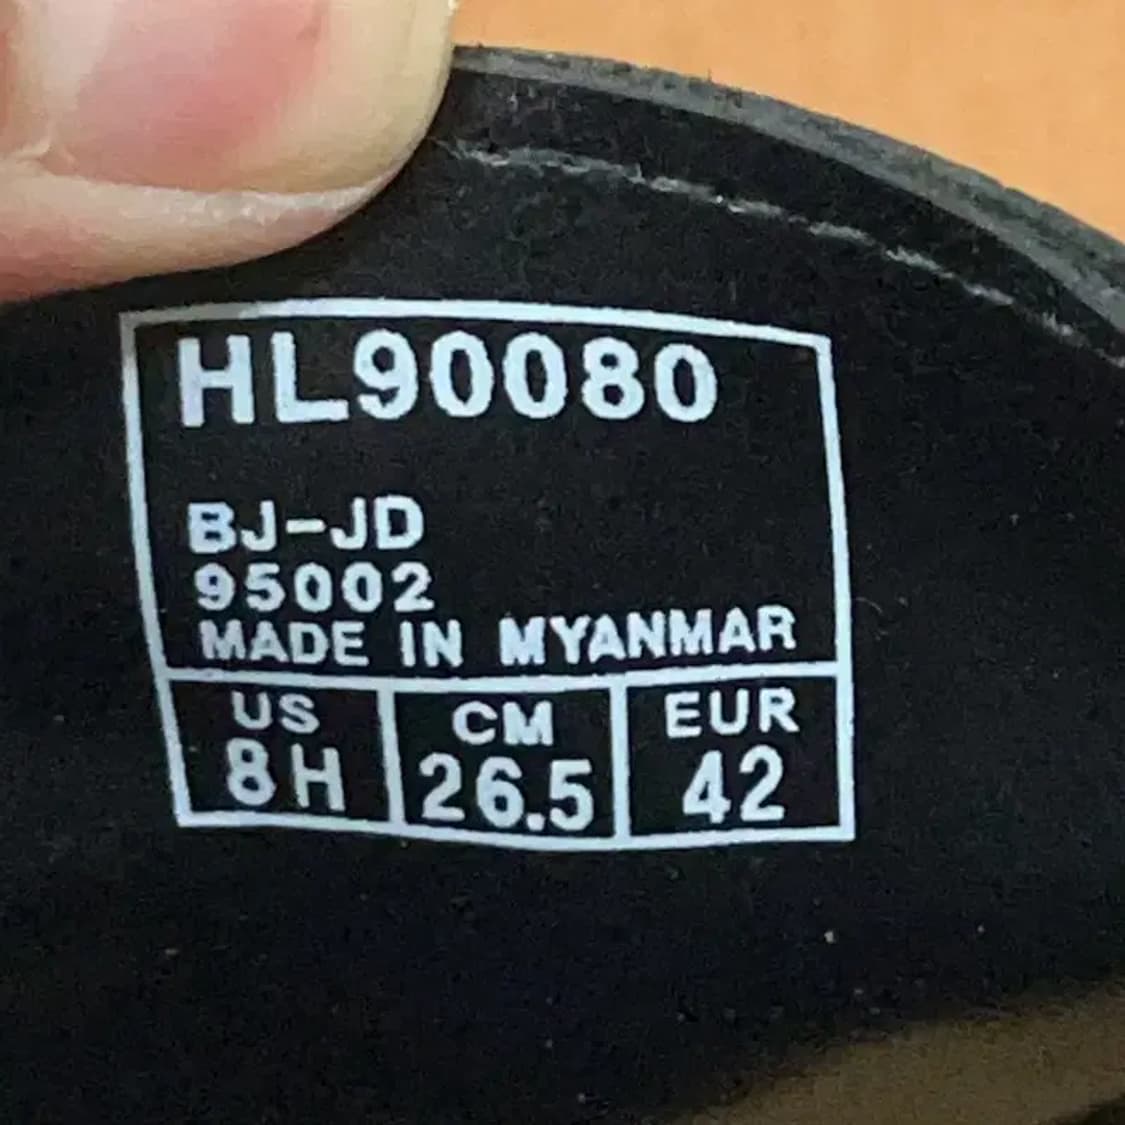 HL90080
BJ-JD
95002
MADE IN MYANMAR
US CM EUR
8H 26.5 42